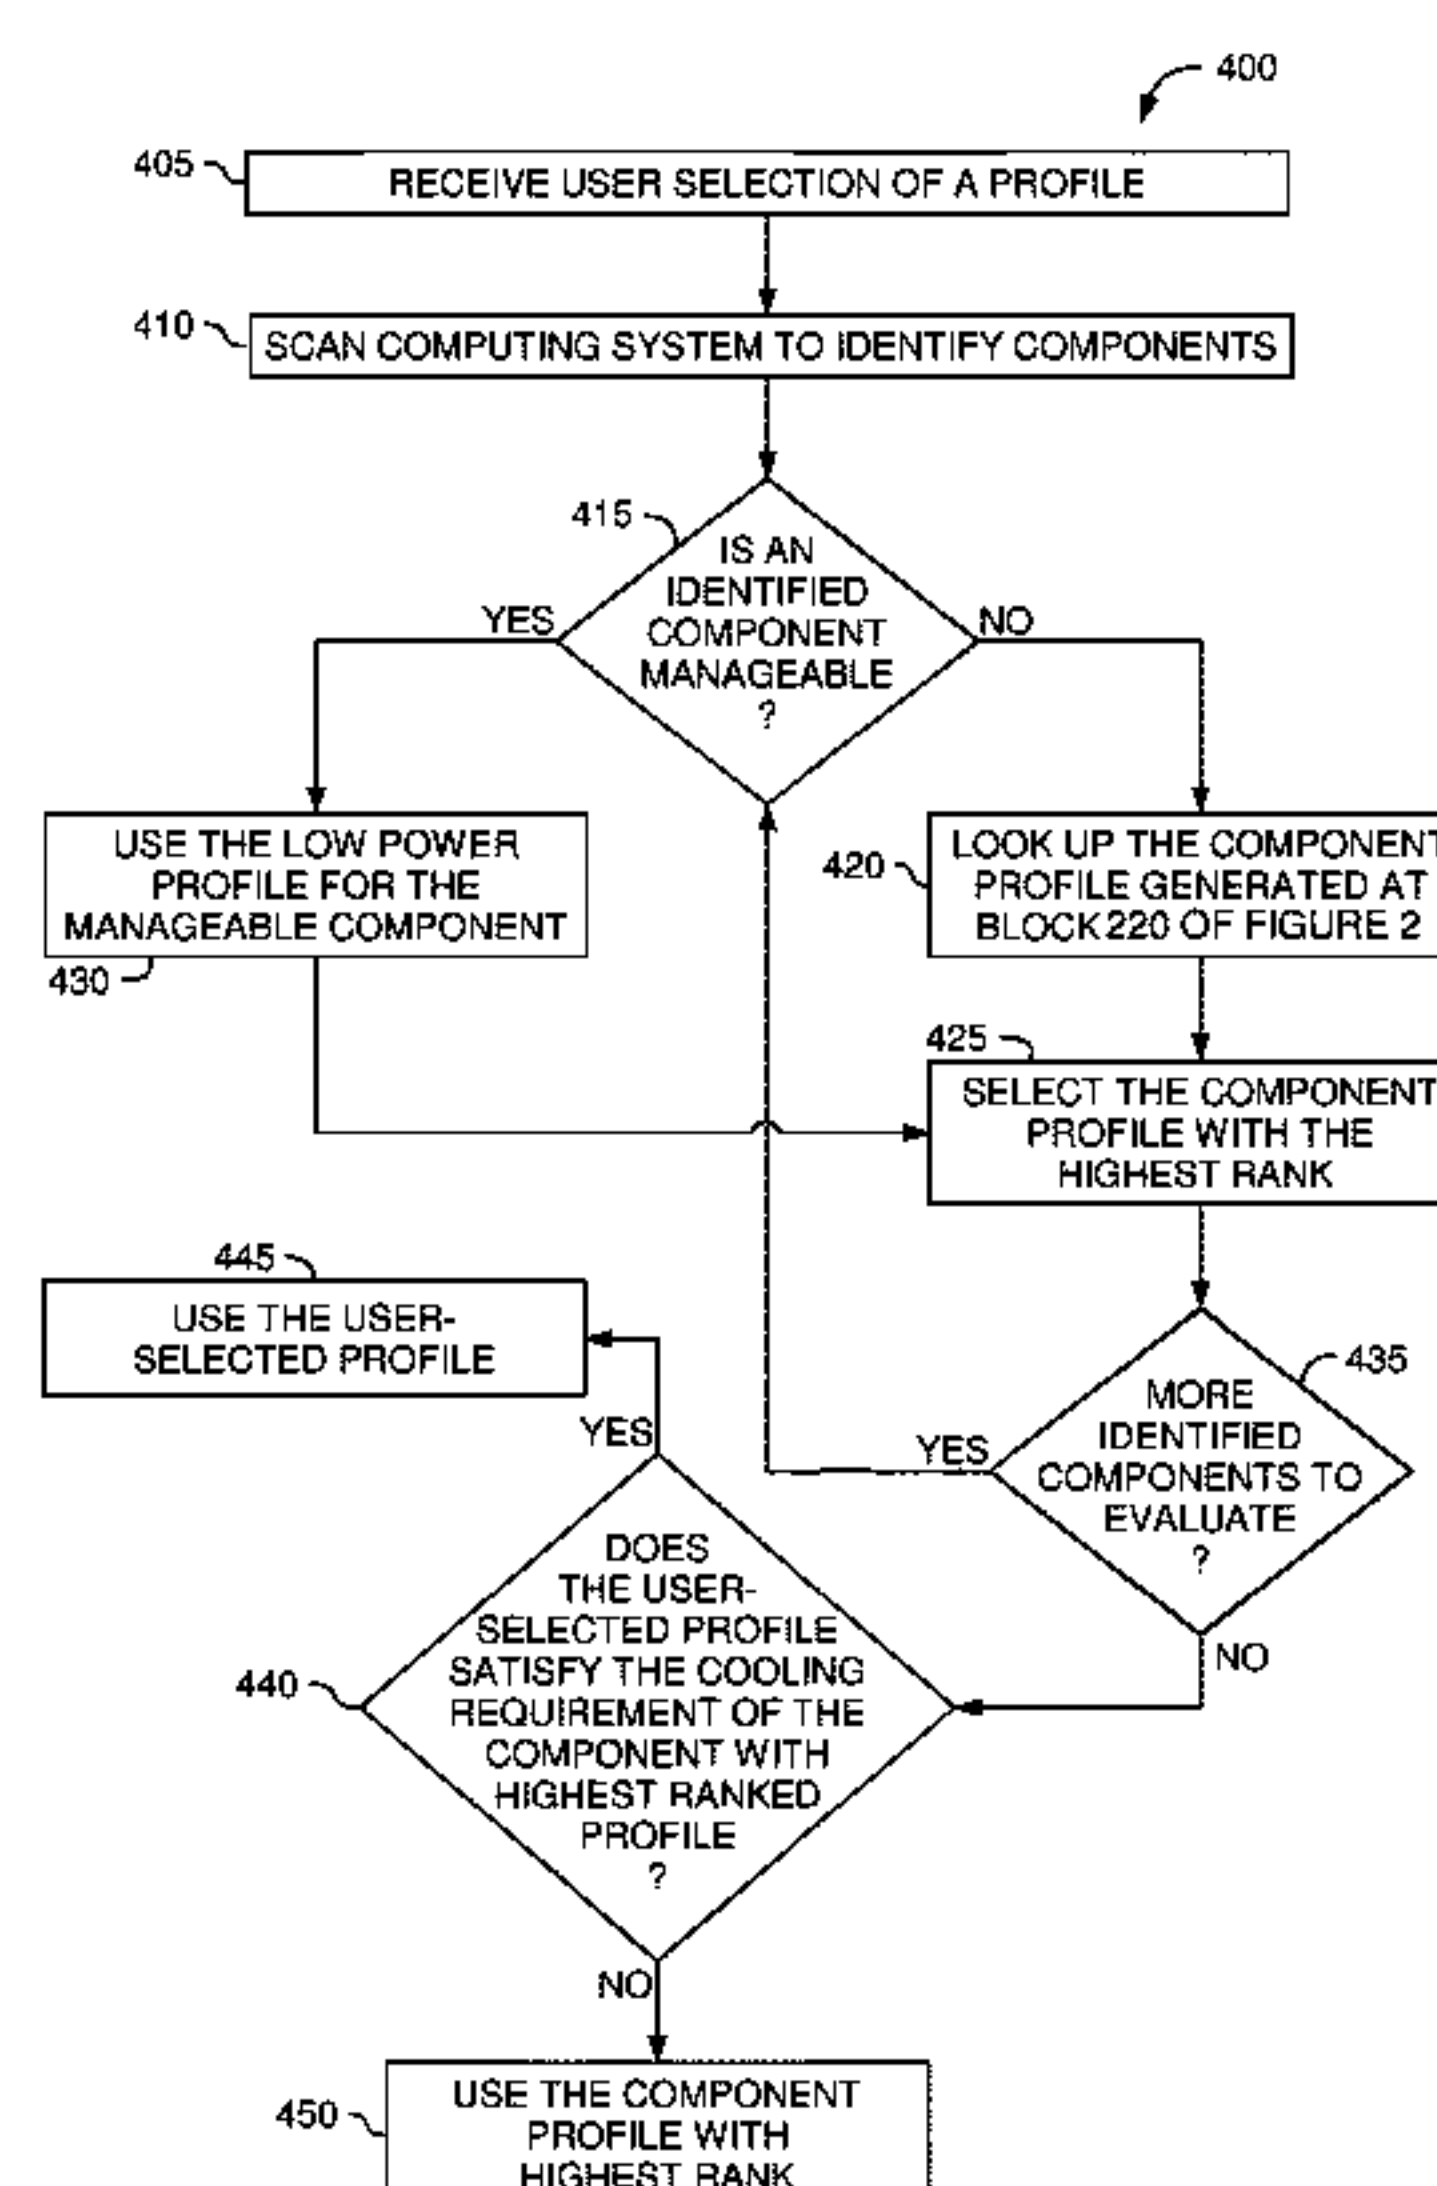 400
405
RECEIVE USER SELECTION OF A PROFILE
410
SCAN COMPUTING SYSTEM TO IDENTIFY COMPONENTS
415
IS AN
IDENTIFIED
COMPONENT
MANAGEABLE
?
YES
NO
USE THE LOW POWER
PROFILE FOR THE
MANAGEABLE COMPONENT
430
420
LOOK UP THE COMPONENT
PROFILE GENERATED AT
BLOCK 220 OF FIGURE 2
425
SELECT THE COMPONENT
PROFILE WITH THE
HIGHEST RANK
445
USE THE USER-
SELECTED PROFILE
435
MORE
IDENTIFIED
COMPONENTS TO
EVALUATE
?
YES
NO
YES
440
DOES
THE USER-
SELECTED PROFILE
SATISFY THE COOLING
REQUIREMENT OF THE
COMPONENT WITH
HIGHEST RANKED
PROFILE
?
NO
450
USE THE COMPONENT
PROFILE WITH
HIGHEST RANK